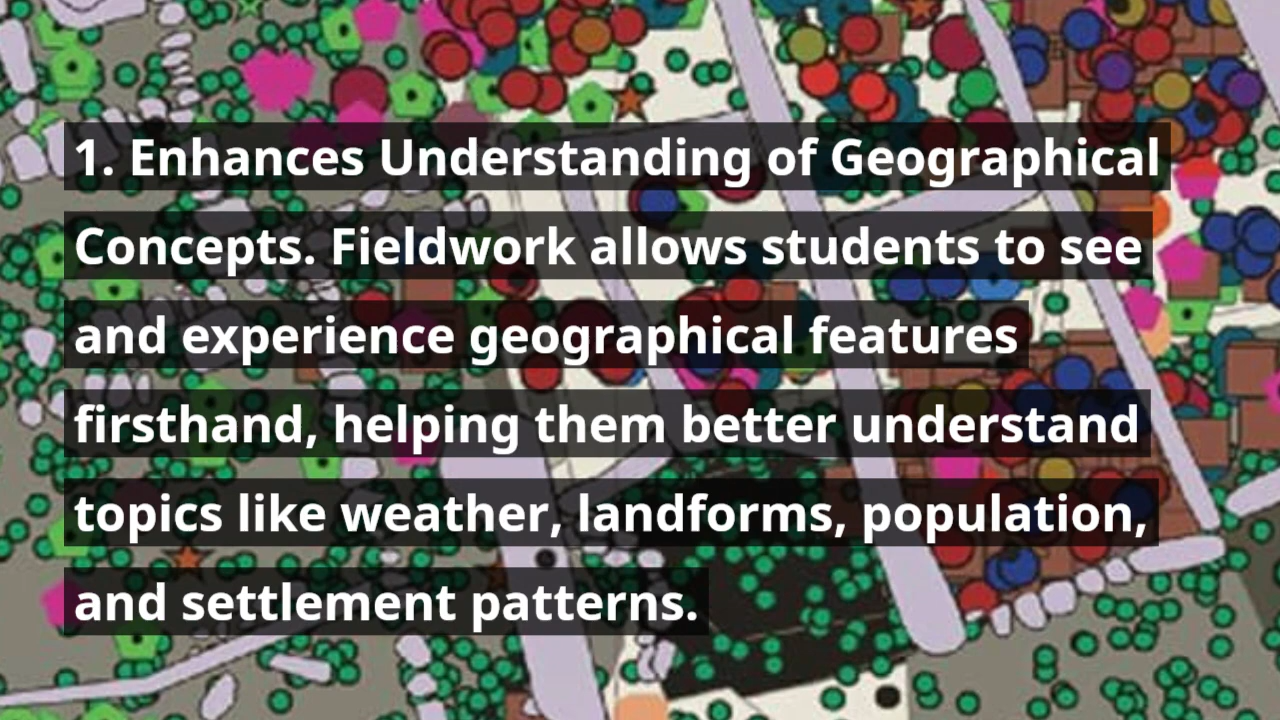 1. Enhances Understanding of Geographical
Concepts. Fieldwork allows students to see
and experience geographical features
firsthand, helping them better understand
topics like weather, landforms, population,
and settlement patterns.